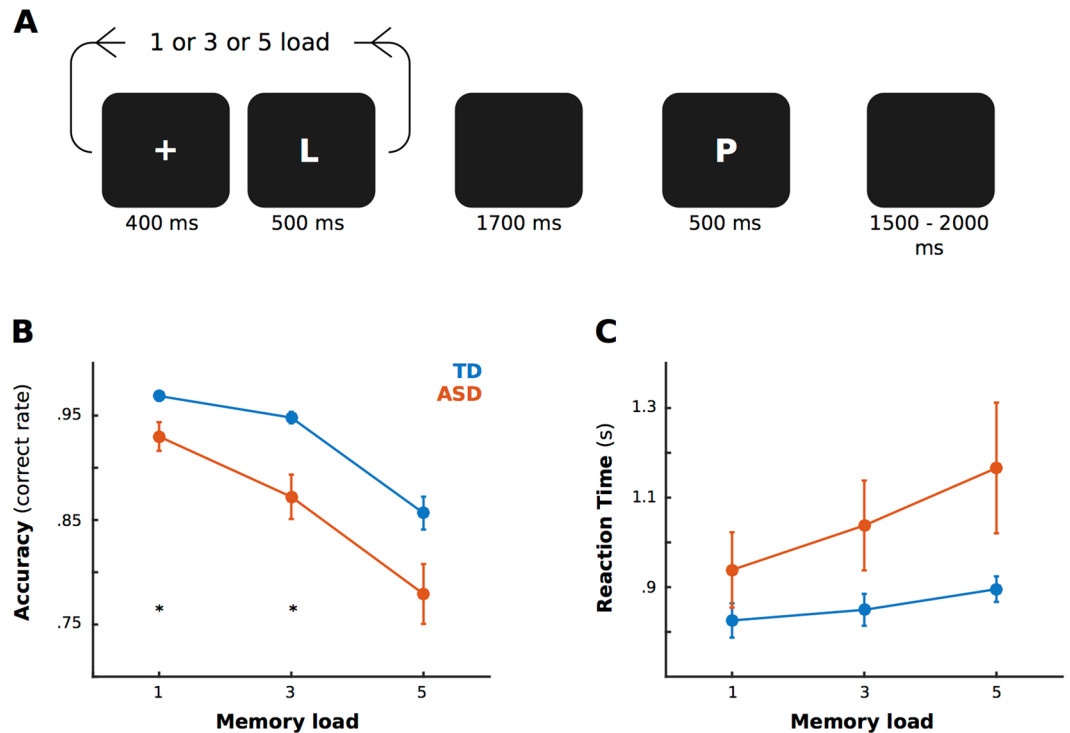 A
1 or 3 or 5 load
+
L
P
400 ms
500 ms
1700 ms
500 ms
1500 - 2000
ms
B
TD
ASD
Accuracy (correct rate)
.95
.85
.75
*
*
1
3
5
Memory load
C
Reaction Time (s)
1.3
1.1
.9
1
3
5
Memory load